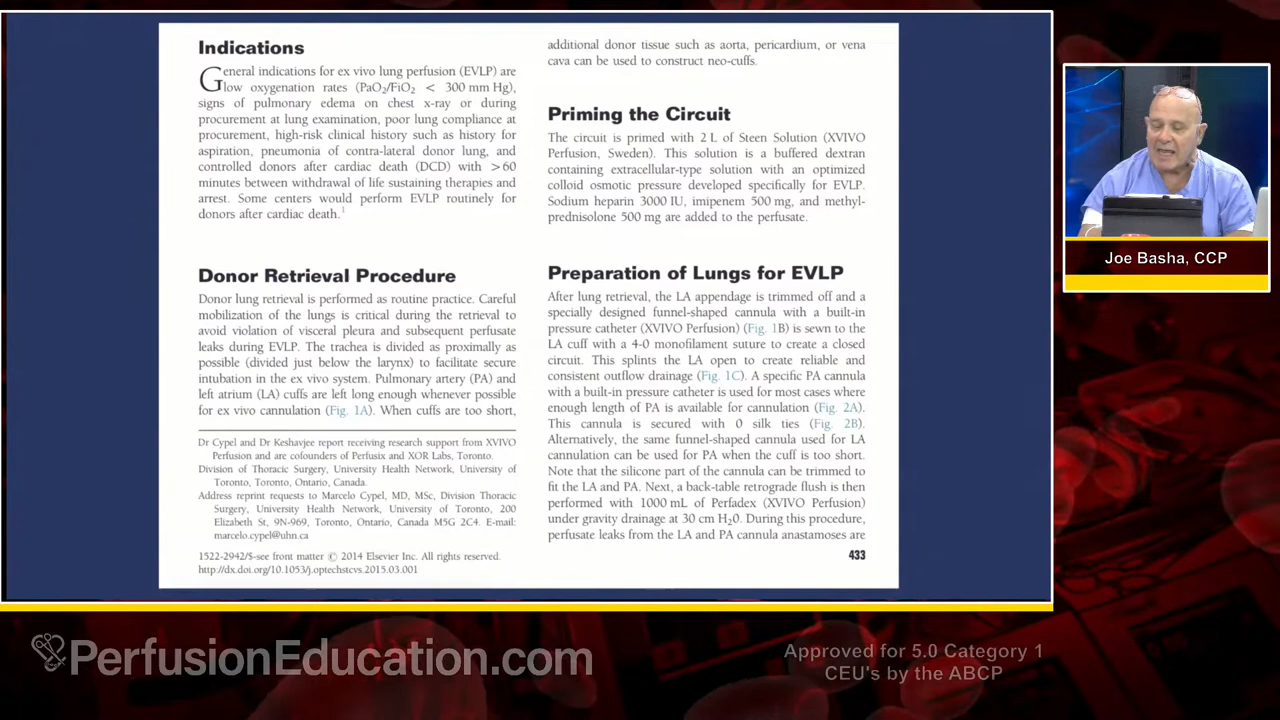 Indications
General indications for ex vivo lung perfusion (EVLP) are
low oxygenation rates (PaO2/FiO2 < 300 mm Hg),
signs of pulmonary edema on chest x-ray or during
procurement at lung examination, poor lung compliance at
procurement, high-risk clinical history such as history for
aspiration, pneumonia of contra-lateral donor lung, and
controlled donors after cardiac death (DCD) with >60
minutes between withdrawal of life sustaining therapies and
arrest. Some centers would perform EVLP routinely for
donors after cardiac death.1
Donor Retrieval Procedure
Donor lung retrieval is performed as routine practice. Careful
mobilization of the lungs is critical during the retrieval to
avoid violation of visceral pleura and subsequent perfusate
leaks during EVLP. The trachea is divided as proximally as
possible (divided just below the larynx) to facilitate secure
intubation in the ex vivo system. Pulmonary artery (PA) and
left atrium (LA) cuffs are left long enough whenever possible
for ex vivo cannulation (Fig. 1A). When cuffs are too short,
Dr Cypel and Dr Keshavjee report receiving research support from XVIVO
Perfusion and are cofounders of Perfusix and XOR Labs, Toronto.
Division of Thoracic Surgery, University Health Network, University of
Toronto, Toronto, Ontario, Canada.
Address reprint requests to Marcelo Cypel, MD, MSc, Division Thoracic
Surgery, University Health Network, University of Toronto, 200
Elizabeth St, 9N-969, Toronto, Ontario, Canada M5G 2C4. E-mail:
marcelo.cypel@uhn.ca
1522-2942/$-see front matter © 2014 Elsevier Inc. All rights reserved.
http://dx.doi.org/10.1053/j.optechstcvs.2015.03.001
additional donor tissue such as aorta, pericardium, or vena
cava can be used to construct neo-cuffs.
Priming the Circuit
The circuit is primed with 2 L of Steen Solution (XVIVO
Perfusion, Sweden). This solution is a buffered dextran
containing extracellular-type solution with an optimized
colloid osmotic pressure developed specifically for EVLP.
Sodium heparin 3000 IU, imipenem 500 mg, and methyl-
prednisolone 500 mg are added to the perfusate.
Preparation of Lungs for EVLP
After lung retrieval, the LA appendage is trimmed off and a
specially designed funnel-shaped cannula with a built-in
pressure catheter (XVIVO Perfusion) (Fig. 1B) is sewn to the
LA cuff with a 4-0 monofilament suture to create a closed
circuit. This splints the LA open to create reliable and
consistent outflow drainage (Fig. 1C). A specific PA cannula
with a built-in pressure catheter is used for most cases where
enough length of PA is available for cannulation (Fig. 2A).
This cannula is secured with 0 silk ties (Fig. 2B).
Alternatively, the same funnel-shaped cannula used for LA
cannulation can be used for PA when the cuff is too short.
Note that the silicone part of the cannula can be trimmed to
fit the LA and PA. Next, a back-table retrograde flush is then
performed with 1000 mL of Perfadex (XVIVO Perfusion)
under gravity drainage at 30 cm H20. During this procedure,
perfusate leaks from the LA and PA cannula anastamoses are
433
Joe Basha, CCP
PerfusionEducation.com
Approved for 5.0 Category 1
CEU's by the ABCP